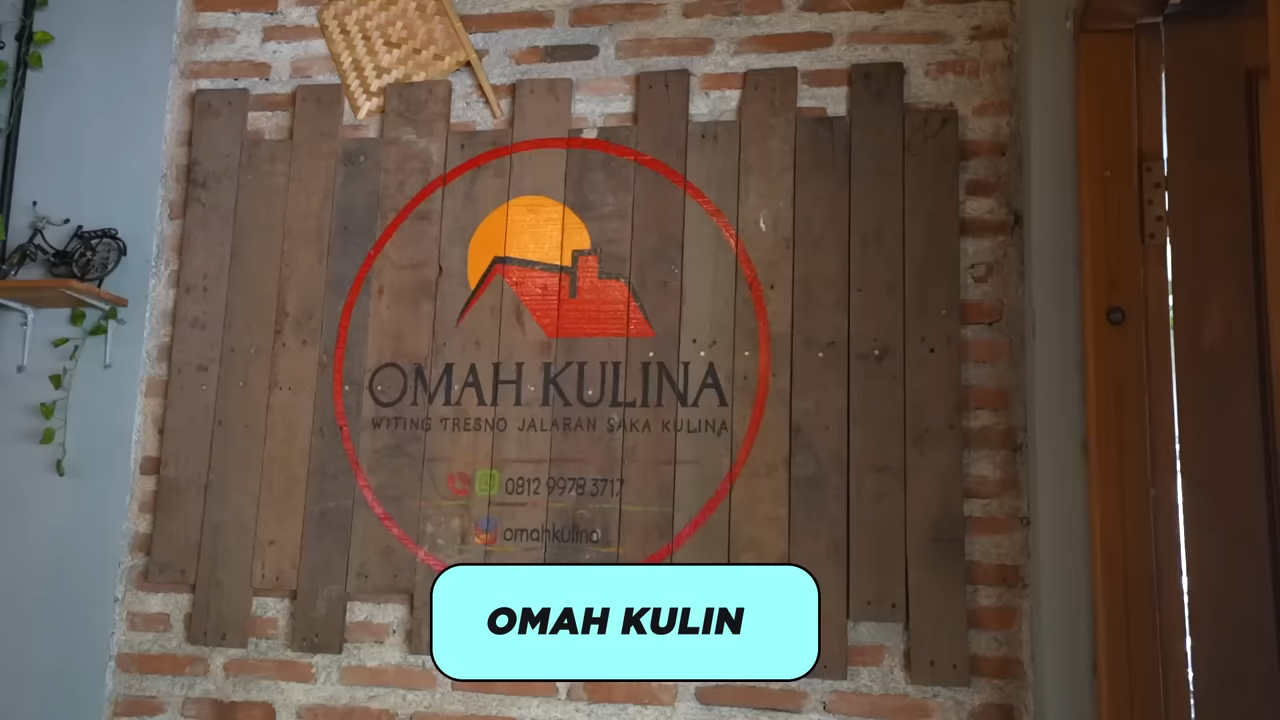 OMAH KULINA
WITING TRESNO JALARAN SAKA KULINA
0812 9978 3717
omahkulina
OMAH KULIN